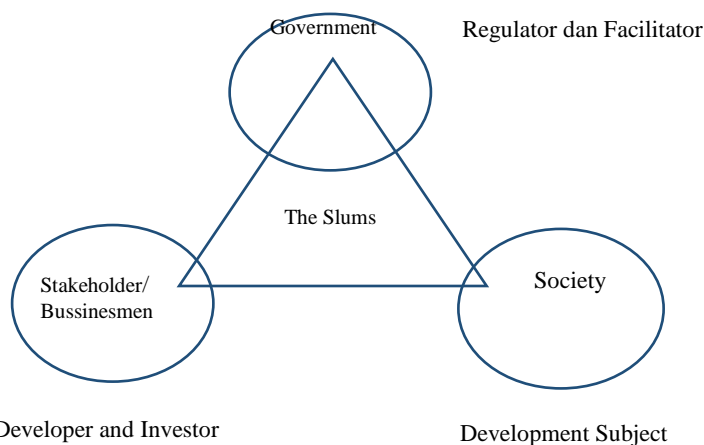 Government
Regulator dan Facilitator
The Slums
Stakeholder/
Bussinesmen
Society
Developer and Investor
Development Subject